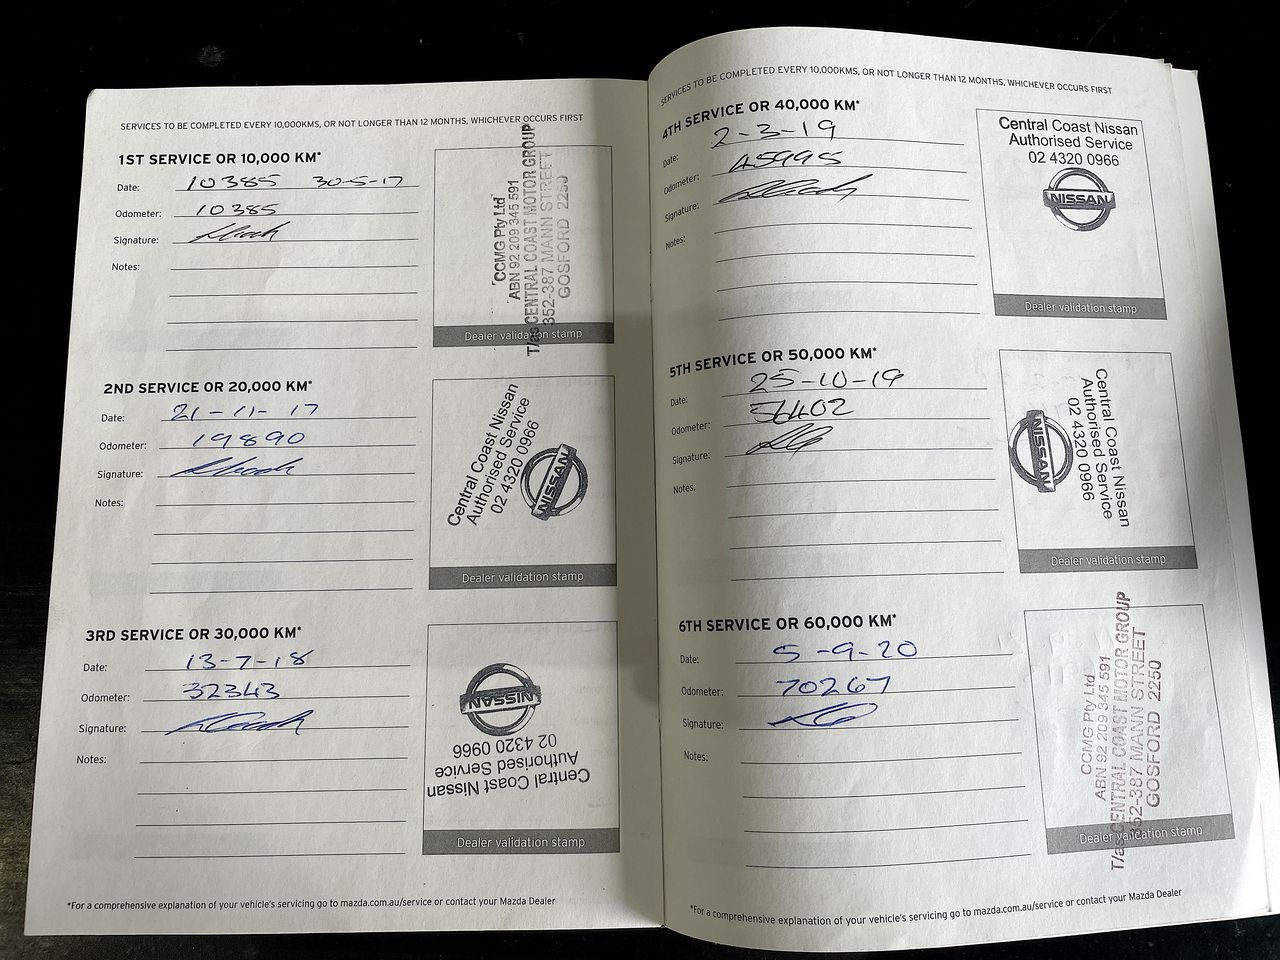 SERVICES TO BE COMPLETED EVERY 10,000KMS, OR NOT LONGER THAN 12 MONTHS, WHICHEVER OCCURS FIRST
1ST SERVICE OR 10,000 KM*
Date: 10385 30-5-17
Odometer: 10385
Signature:
Notes:
CCMG Pty Ltd
ABN 92 209 345 591
T/as CENTRAL COAST MOTOR GROUP
352-387 MANN STREET
GOSFORD 2250
Dealer validation stamp
2ND SERVICE OR 20,000 KM*
Date: 21-11-17
Odometer: 19890
Signature:
Notes:
Central Coast Nissan
Authorised Service
02 4320 0966
NISSAN
Dealer validation stamp
3RD SERVICE OR 30,000 KM*
Date: 13-7-18
Odometer: 32343
Signature:
Notes:
Central Coast Nissan
Authorised Service
02 4320 0966
NISSAN
Dealer validation stamp
*For a comprehensive explanation of your vehicle's servicing go to mazda.com.au/service or contact your Mazda Dealer
SERVICES TO BE COMPLETED EVERY 10,000KMS, OR NOT LONGER THAN 12 MONTHS, WHICHEVER OCCURS FIRST
4TH SERVICE OR 40,000 KM*
Date: 2-3-19
Odometer: 45995
Signature:
Notes:
Central Coast Nissan
Authorised Service
02 4320 0966
NISSAN
Dealer validation stamp
5TH SERVICE OR 50,000 KM*
Date: 25-10-19
Odometer: 56402
Signature:
Notes:
Central Coast Nissan
Authorised Service
02 4320 0966
NISSAN
Dealer validation stamp
6TH SERVICE OR 60,000 KM*
Date: 5-9-20
Odometer: 70267
Signature:
Notes:
CCMG Pty Ltd
ABN 92 209 345 591
T/as CENTRAL COAST MOTOR GROUP
352-387 MANN STREET
GOSFORD 2250
Dealer validation stamp
*For a comprehensive explanation of your vehicle's servicing go to mazda.com.au/service or contact your Mazda Dealer